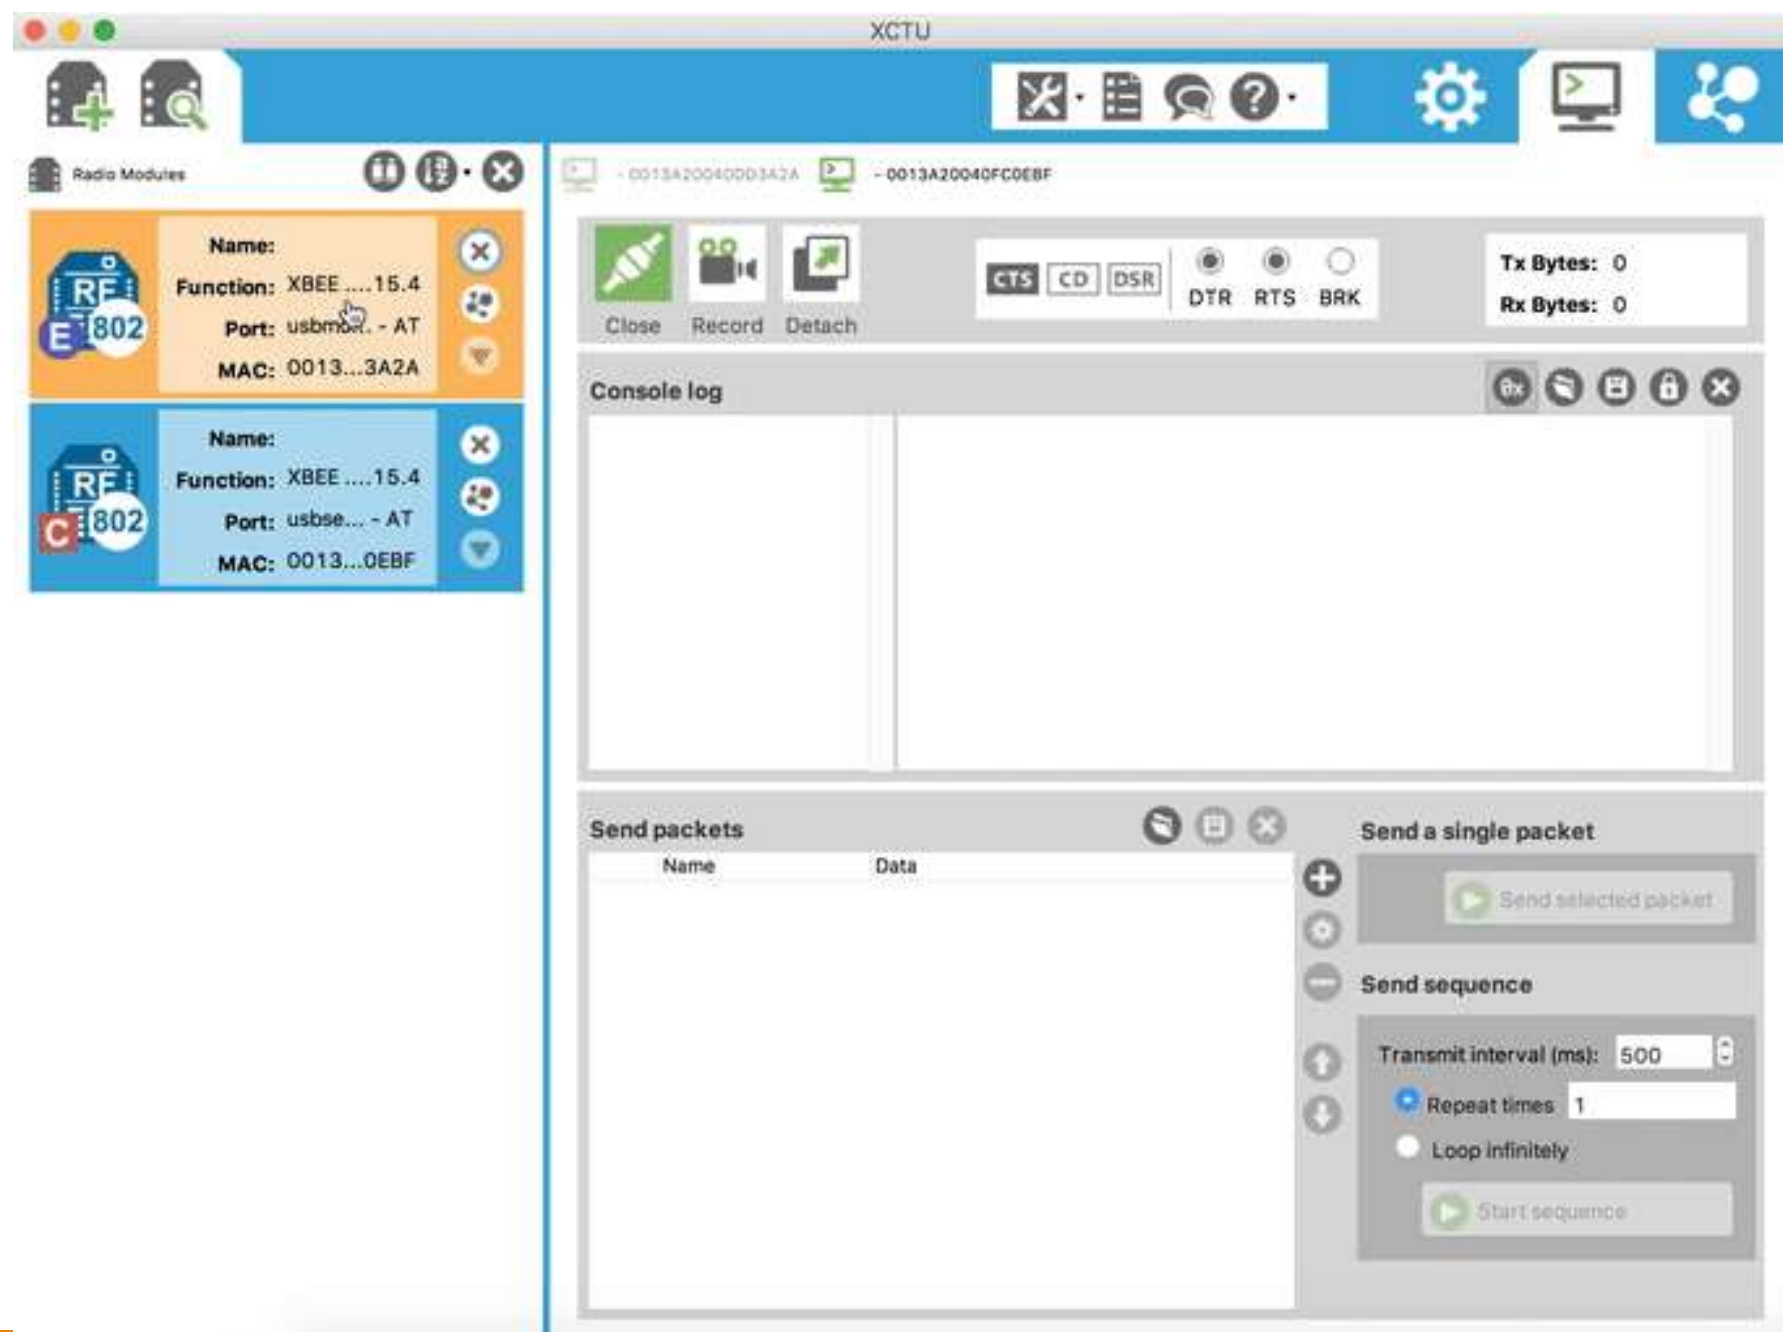 XCTU
Radio Modules
- 0013A20040DD3A2A
- 0013A20040FC0EBF
Name:
Function: XBEE ....15.4
Port: usbmo... - AT
MAC: 0013...3A2A
RF
E
802
Name:
Function: XBEE ....15.4
Port: usbse... - AT
MAC: 0013...0EBF
RF
C
802
Close
Record
Detach
CTS
CD
DSR
DTR
RTS
BRK
Tx Bytes: 0
Rx Bytes: 0
Console log
Send packets
Name
Data
Send a single packet
Send selected packet
Send sequence
Transmit interval (ms): 500
Repeat times 1
Loop infinitely
Start sequence